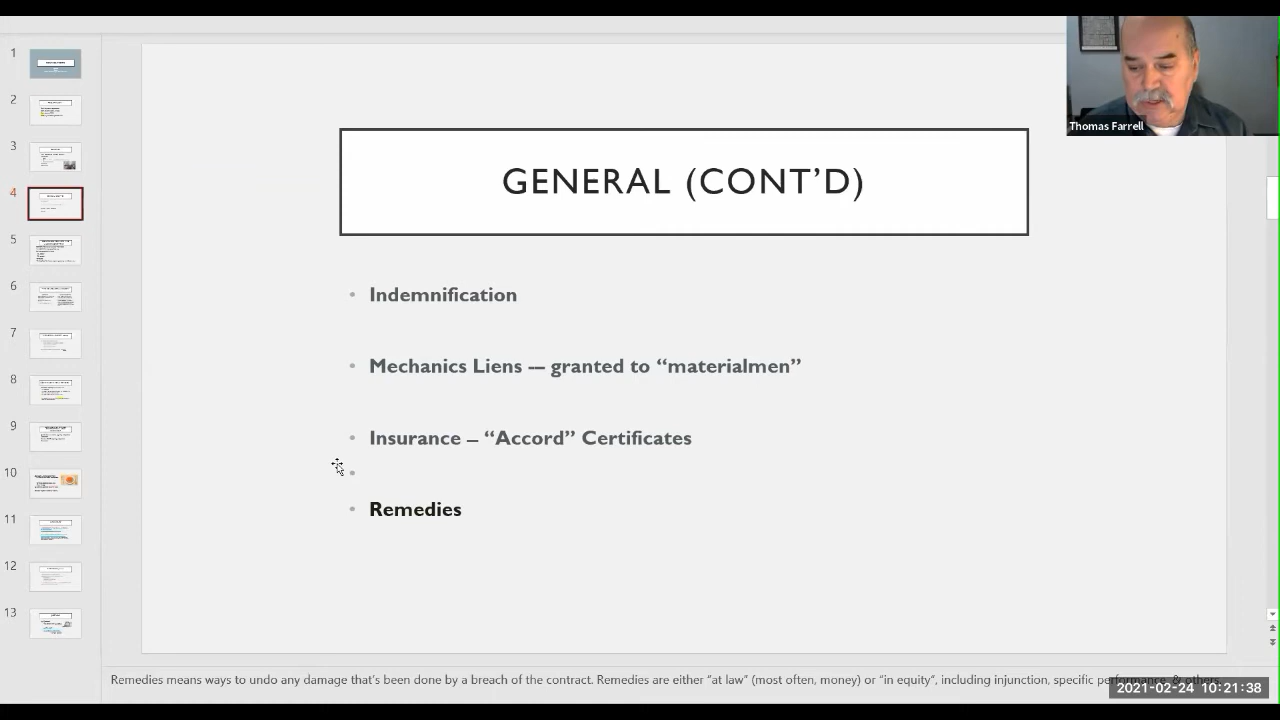 1
2
3
4
5
6
7
8
9
10
11
12
13
Thomas Farrell
GENERAL (CONT’D)
• Indemnification
• Mechanics Liens -– granted to “materialmen”
• Insurance – “Accord” Certificates
•
• Remedies
Remedies means ways to undo any damage that's been done by a breach of the contract. Remedies are either “at law” (most often, money) or “in equity”, including injunction, specific
2021-02-24 10:21:38